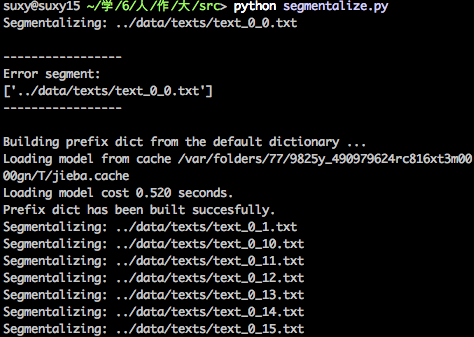 suxy@suxy15 ~/学/6/人/作/大/src> python segmentalize.py
Segmentalizing: ../data/texts/text_0_0.txt
-----------------
Error segment:
['../data/texts/text_0_0.txt']
-----------------
Building prefix dict from the default dictionary ...
Loading model from cache /var/folders/77/9825y_490979624rc816xt3m00
00gn/T/jieba.cache
Loading model cost 0.520 seconds.
Prefix dict has been built succesfully.
Segmentalizing: ../data/texts/text_0_1.txt
Segmentalizing: ../data/texts/text_0_10.txt
Segmentalizing: ../data/texts/text_0_11.txt
Segmentalizing: ../data/texts/text_0_12.txt
Segmentalizing: ../data/texts/text_0_13.txt
Segmentalizing: ../data/texts/text_0_14.txt
Segmentalizing: ../data/texts/text_0_15.txt